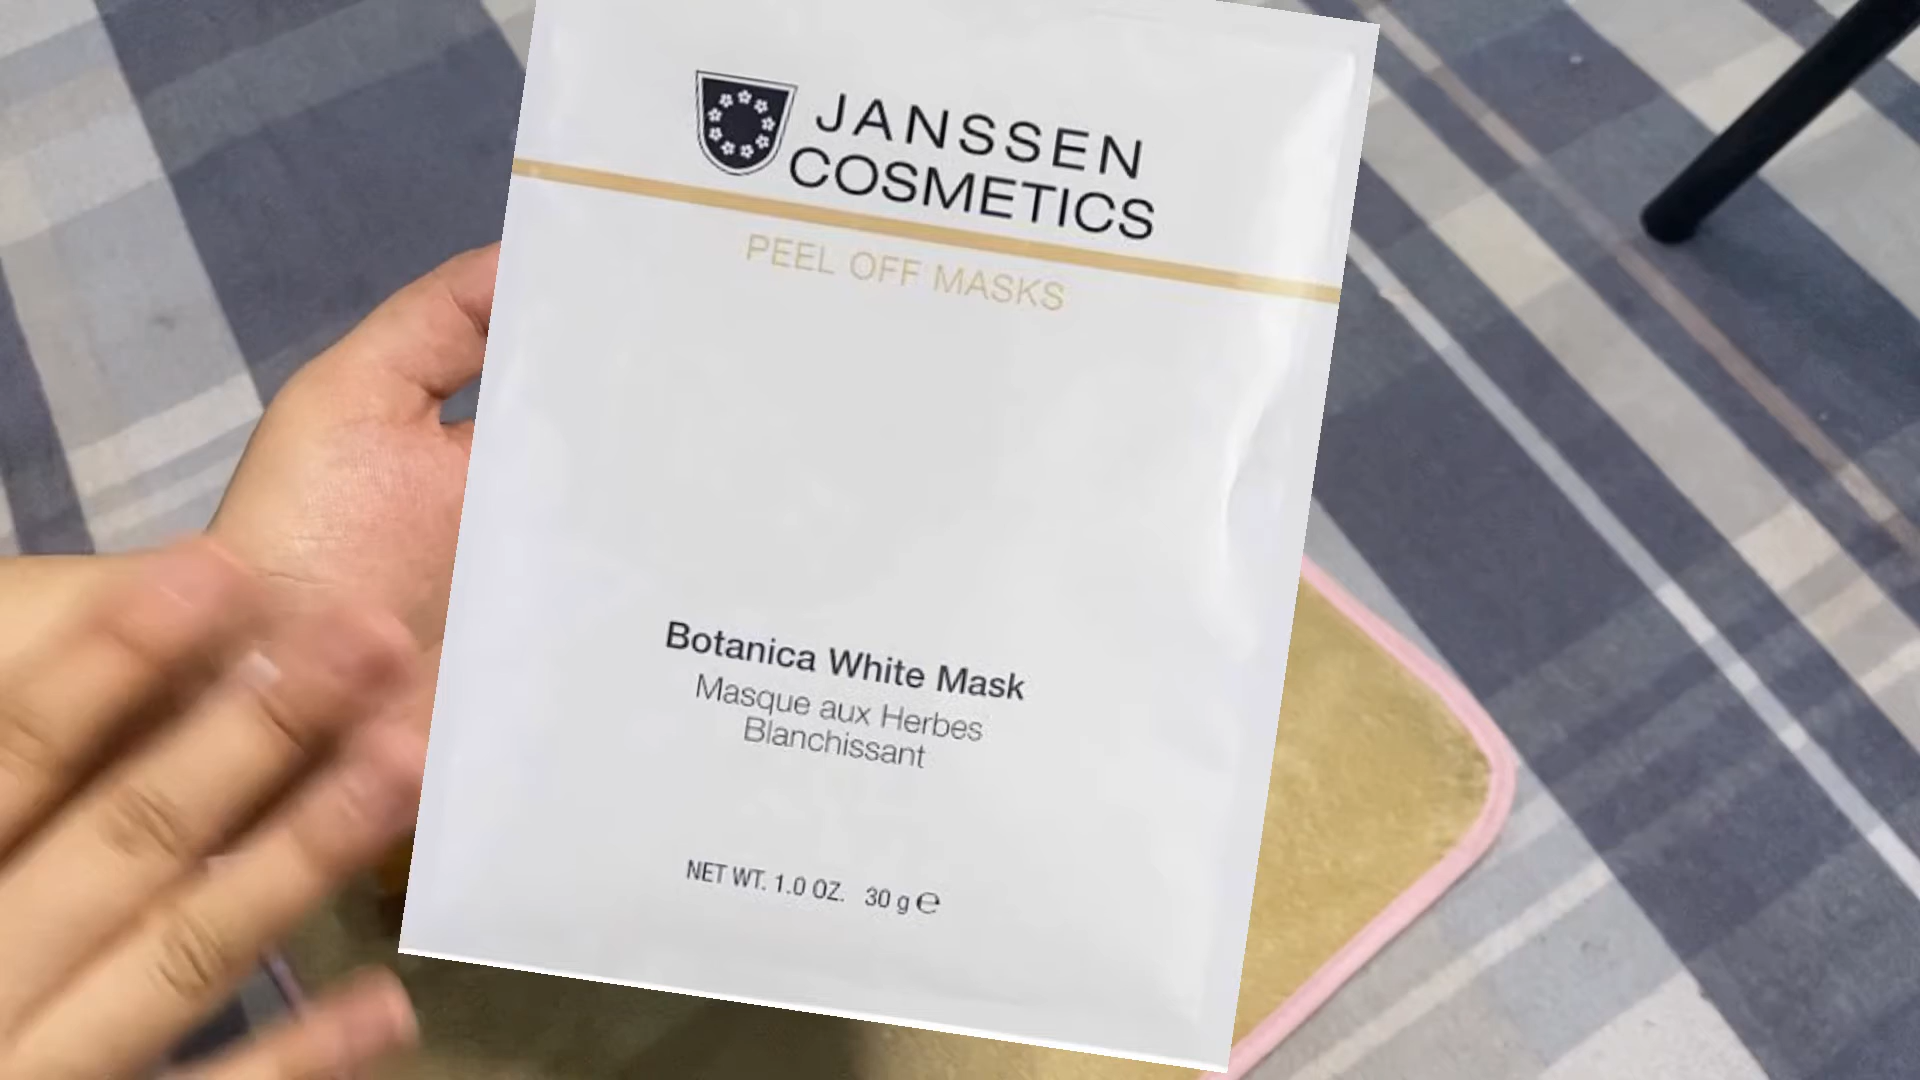 JANSSEN
COSMETICS
PEEL OFF MASKS
Botanica White Mask
Masque aux Herbes
Blanchissant
NET WT. 1.0 OZ. 30 g ℮